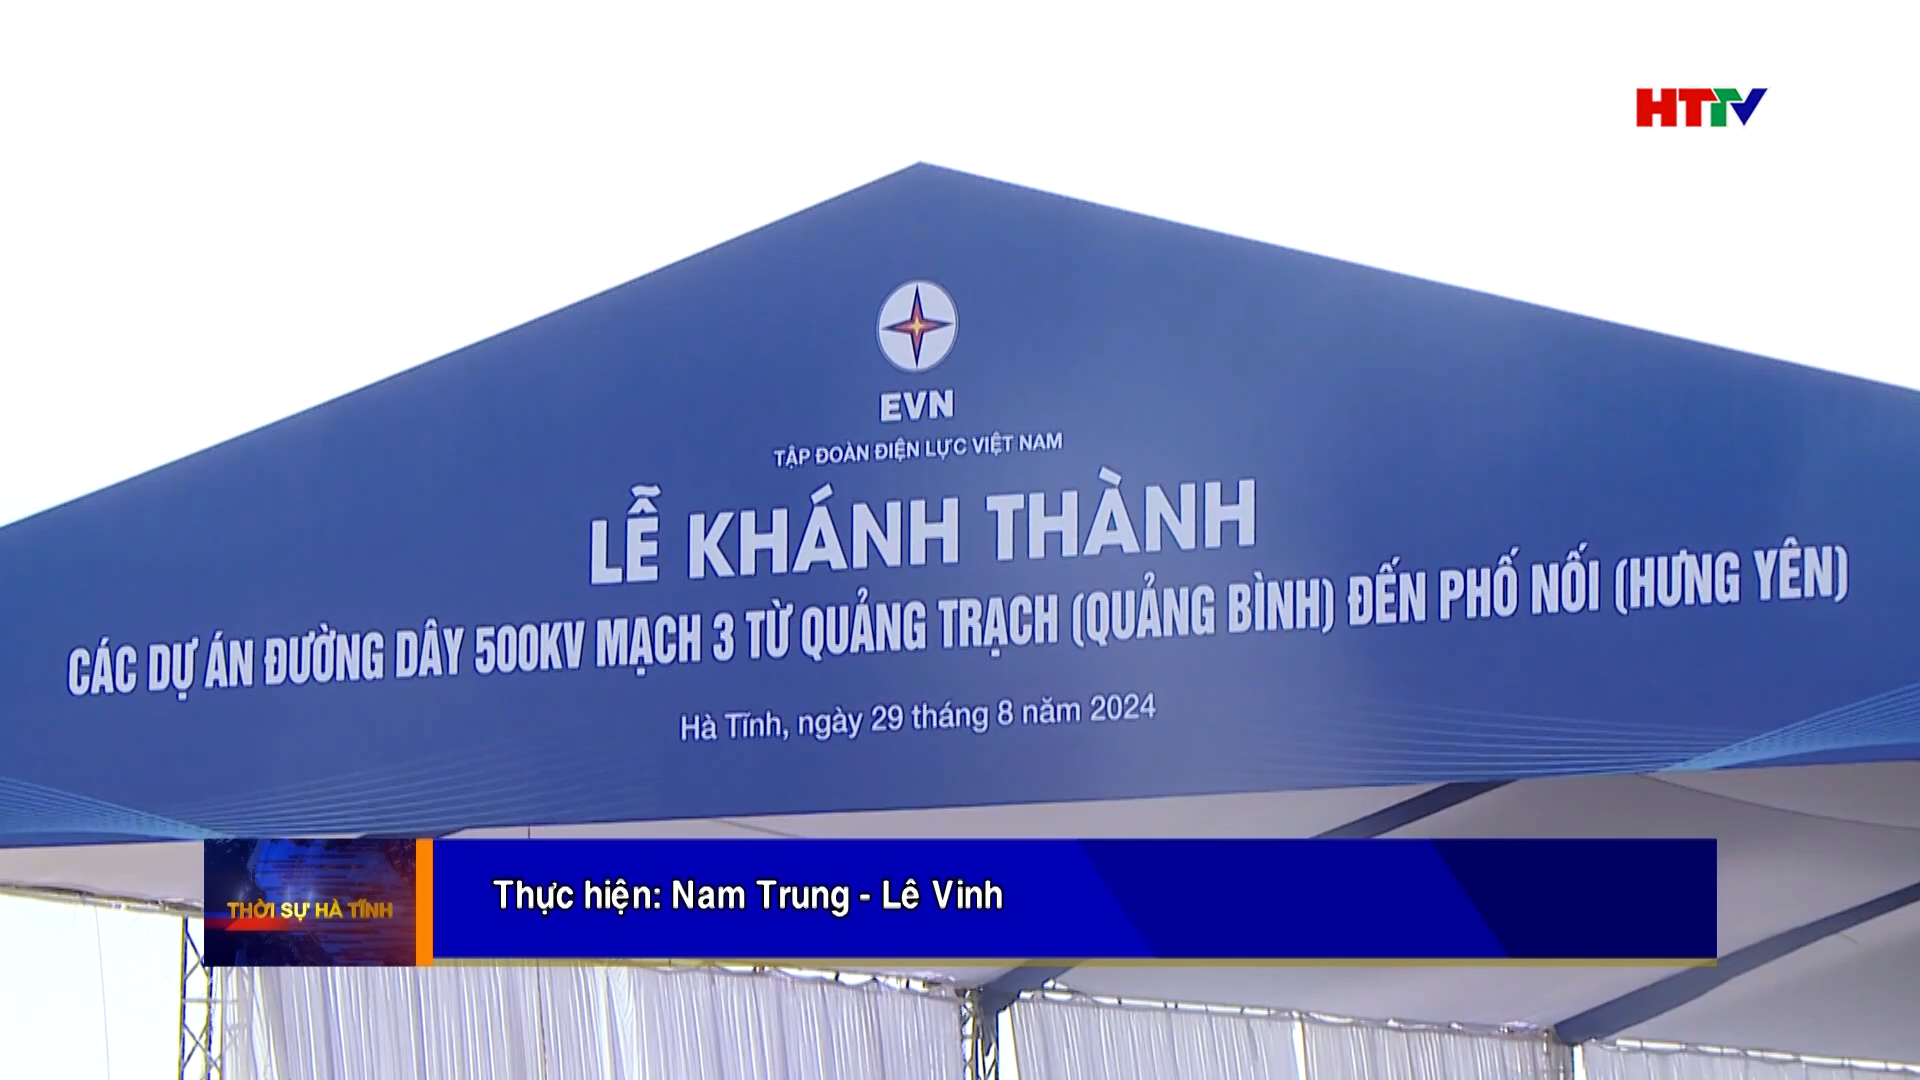 HTTV
EVN
TẬP ĐOÀN ĐIỆN LỰC VIỆT NAM
LỄ KHÁNH THÀNH
CÁC DỰ ÁN ĐƯỜNG DÂY 500KV MẠCH 3 TỪ QUẢNG TRẠCH (QUẢNG BÌNH) ĐẾN PHỐ NỐI (HƯNG YÊN)
Hà Tĩnh, ngày 29 tháng 8 năm 2024
THỜI SỰ HÀ TĨNH
Thực hiện: Nam Trung - Lê Vinh